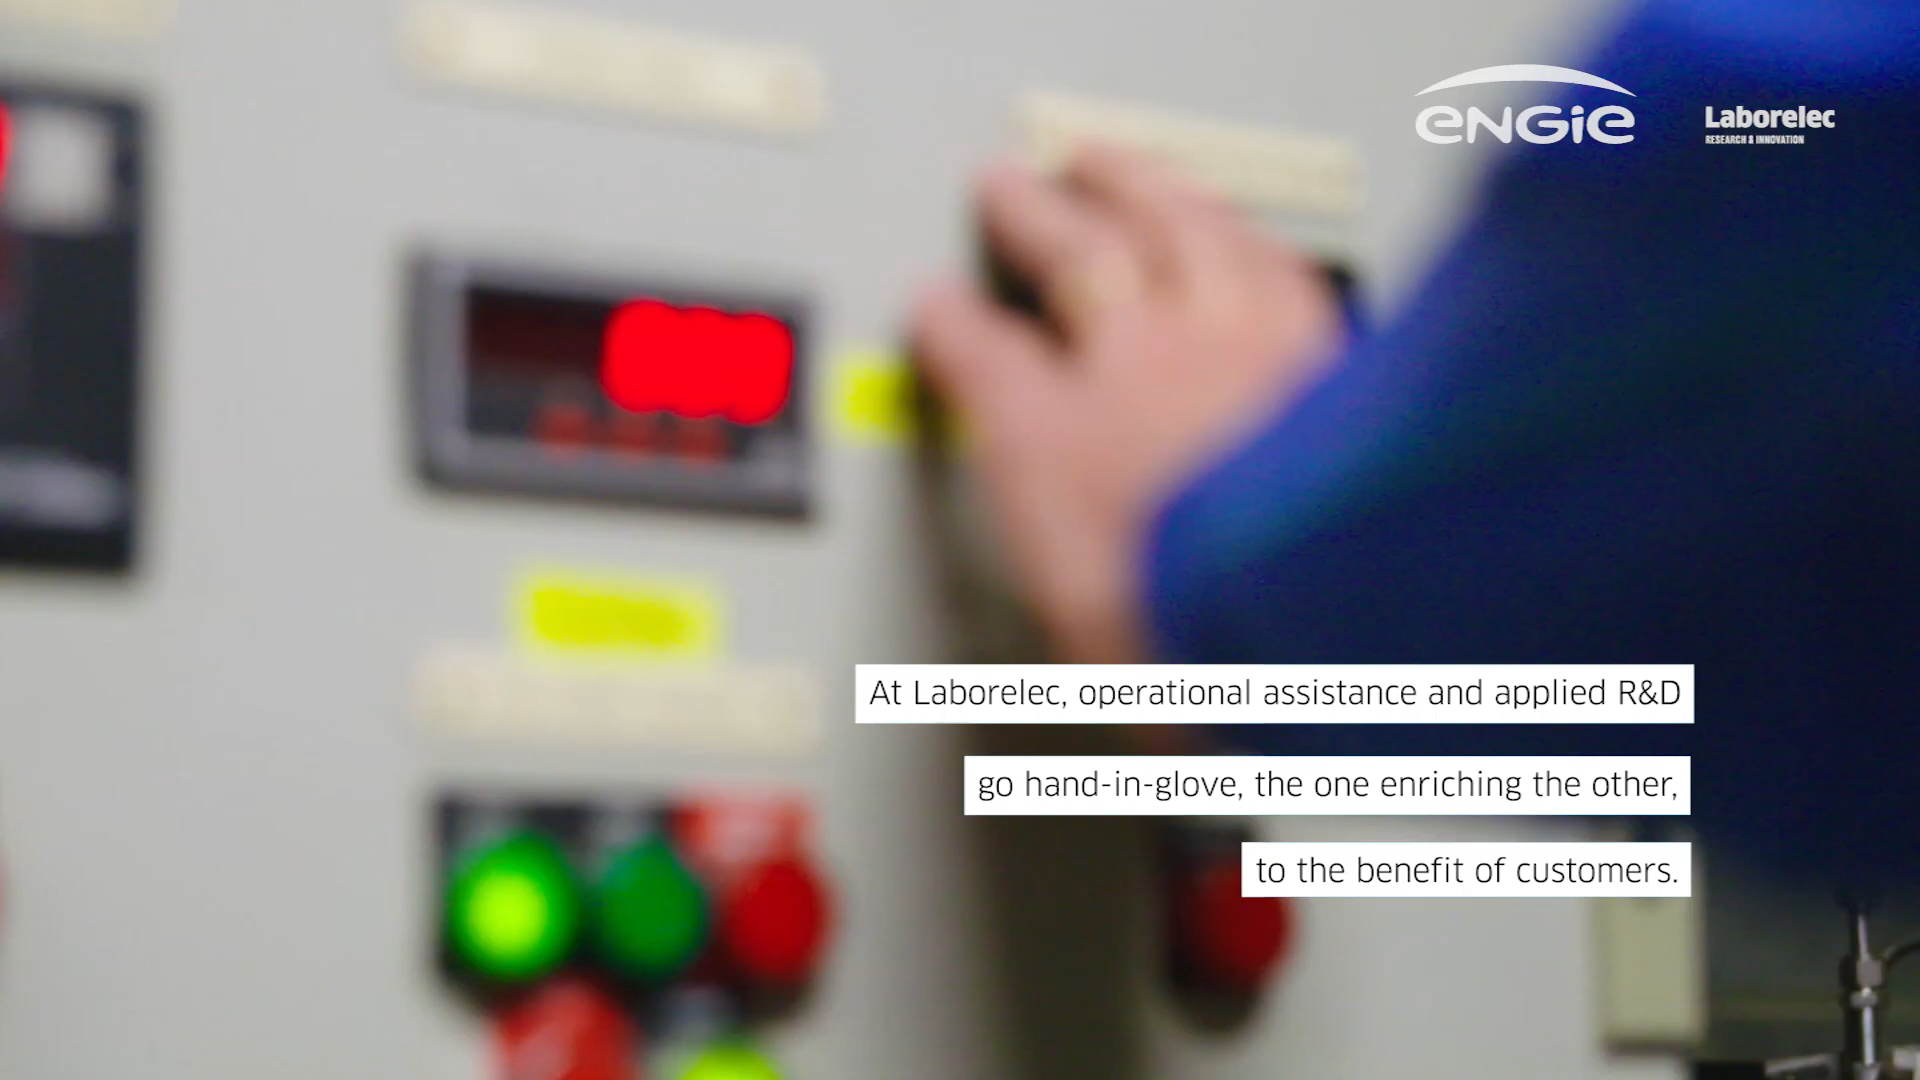 ENGIE
Laborelec
RESEARCH & INNOVATION
At Laborelec, operational assistance and applied R&D
go hand-in-glove, the one enriching the other,
to the benefit of customers.